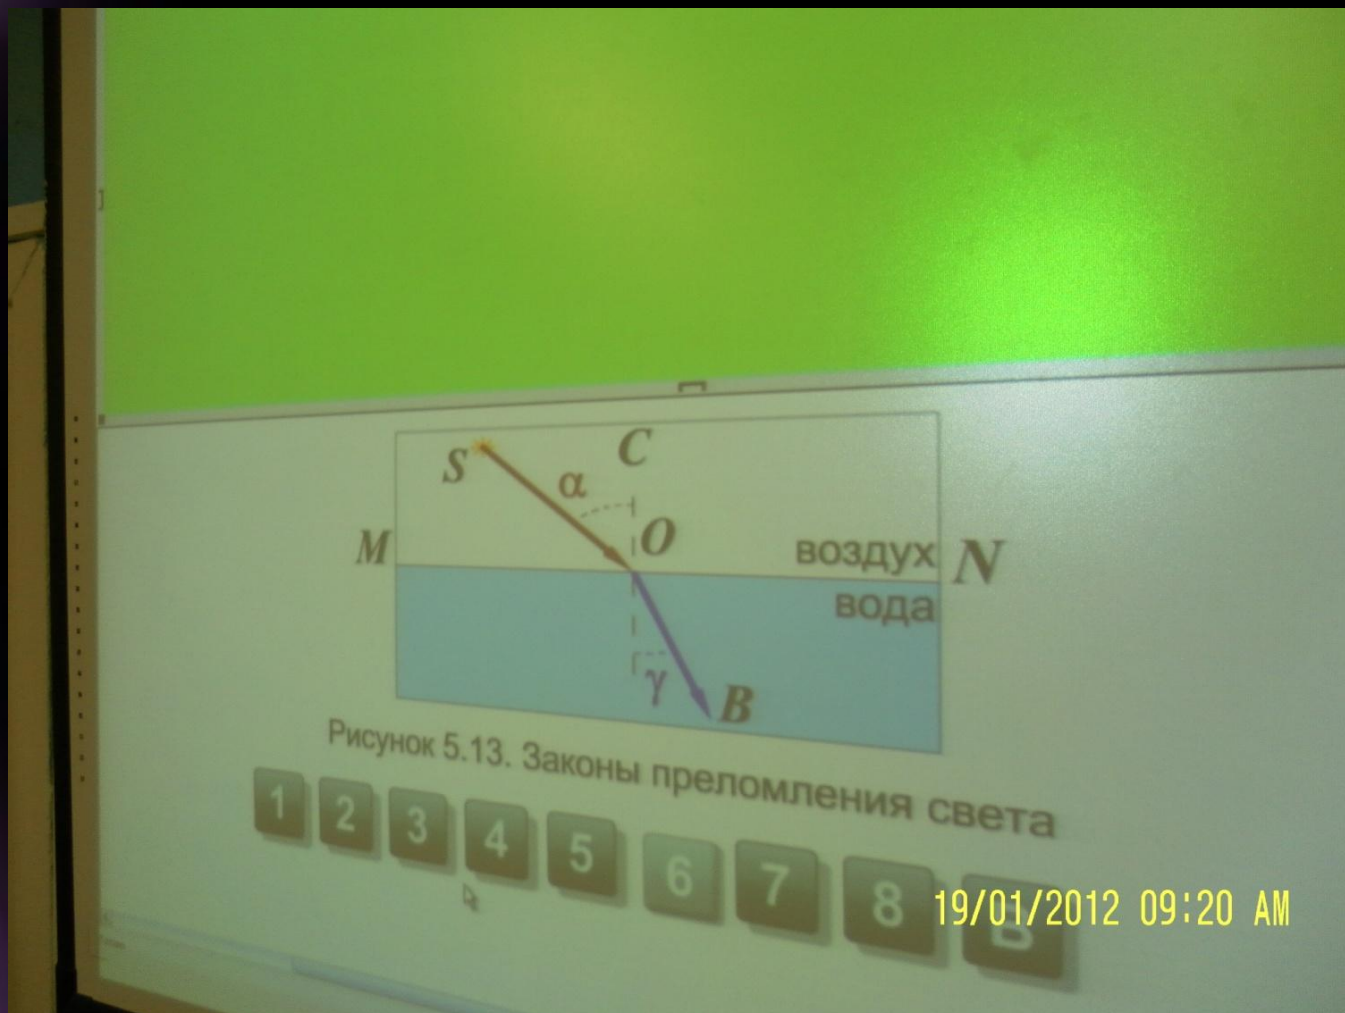 C
S
α
O
M
воздух N
вода
γ
B
Рисунок 5.13. Законы преломления света
1 2 3 4 5 6 7 8 В
19/01/2012 09:20 AM